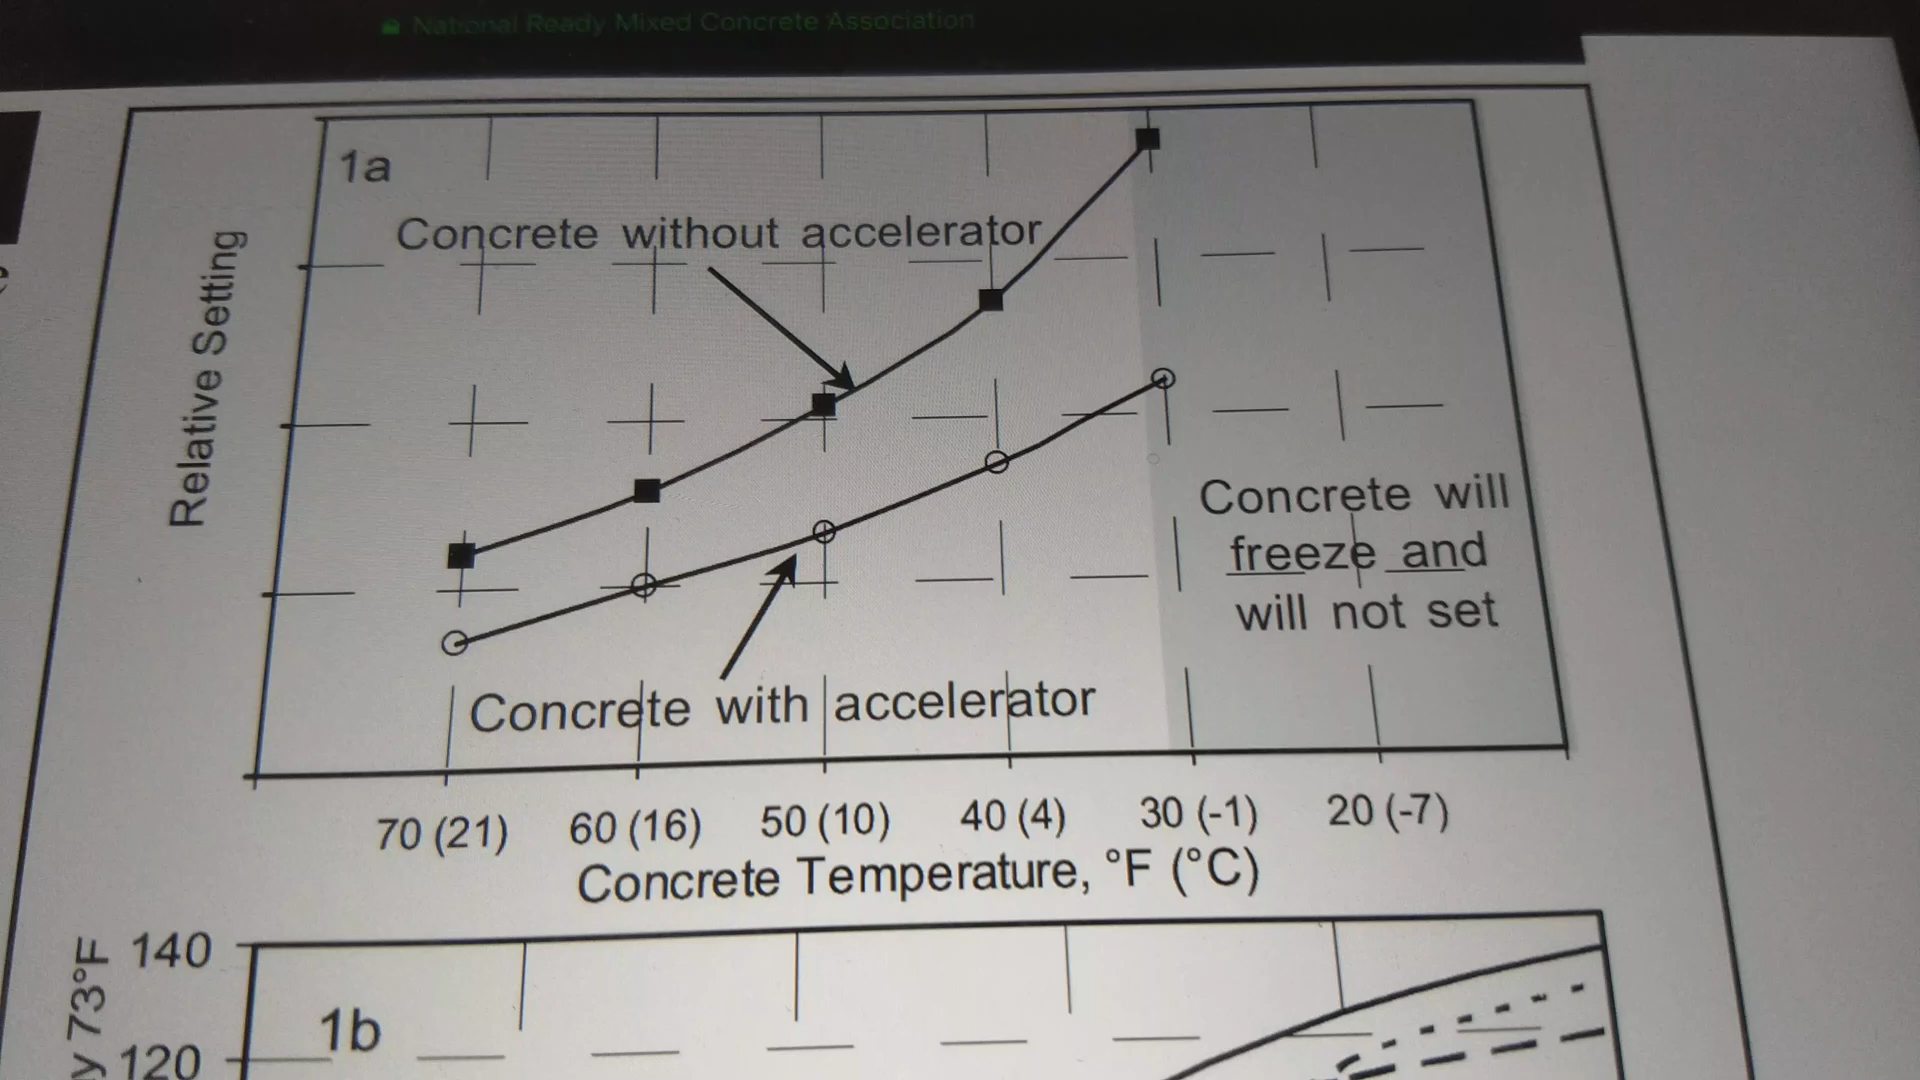 National Ready Mixed Concrete Association
1a
Concrete without accelerator
Relative Setting
Concrete will
freeze and
will not set
Concrete with accelerator
70 (21) 60 (16) 50 (10) 40 (4) 30 (-1) 20 (-7)
Concrete Temperature, °F (°C)
140
1b
120
73°F